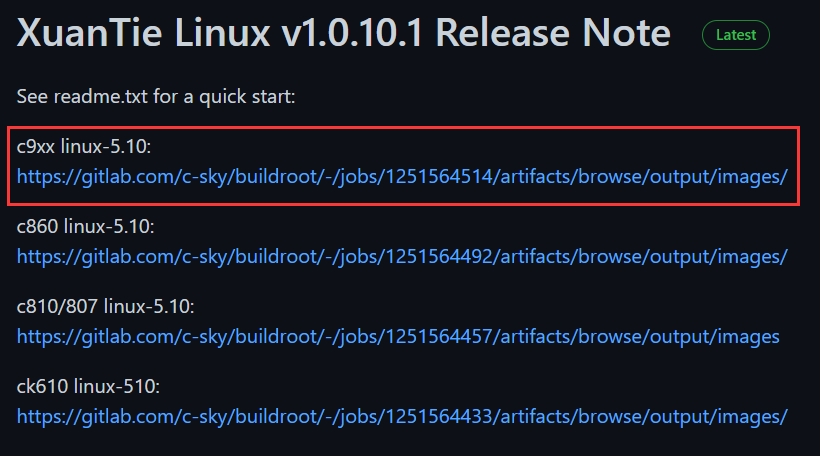 XuanTie Linux v1.0.10.1 Release Note Latest
See readme.txt for a quick start:
c9xx linux-5.10:
https://gitlab.com/c-sky/buildroot/-/jobs/1251564514/artifacts/browse/output/images/
c860 linux-5.10:
https://gitlab.com/c-sky/buildroot/-/jobs/1251564492/artifacts/browse/output/images/
c810/807 linux-5.10:
https://gitlab.com/c-sky/buildroot/-/jobs/1251564457/artifacts/browse/output/images
ck610 linux-510:
https://gitlab.com/c-sky/buildroot/-/jobs/1251564433/artifacts/browse/output/images/